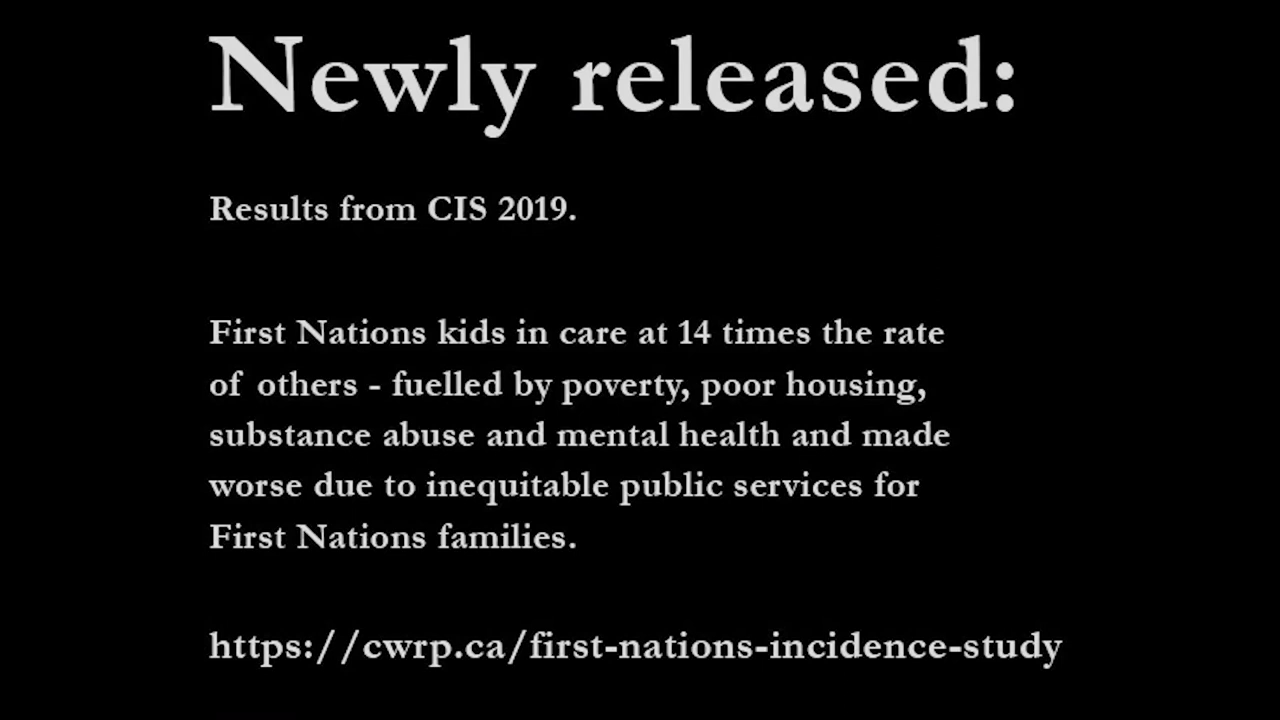 Newly released:
Results from CIS 2019.
First Nations kids in care at 14 times the rate
of others - fuelled by poverty, poor housing,
substance abuse and mental health and made
worse due to inequitable public services for
First Nations families.
https://cwrp.ca/first-nations-incidence-study